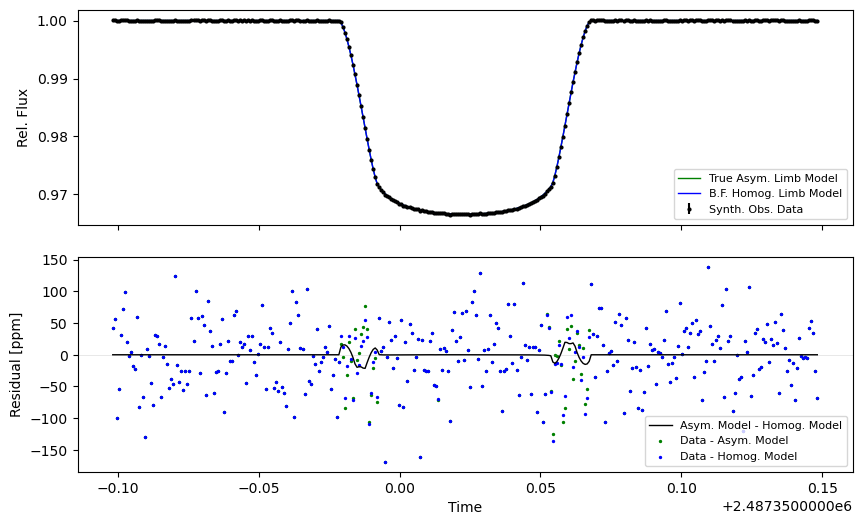 1.00
0.99
0.98
0.97
Rel. Flux
True Asym. Limb Model
B.F. Homog. Limb Model
Synth. Obs. Data
150
100
50
0
−50
−100
−150
Residual [ppm]
Asym. Model - Homog. Model
Data - Asym. Model
Data - Homog. Model
−0.10 −0.05 0.00 0.05 0.10 0.15
Time
+2.4873500000e6